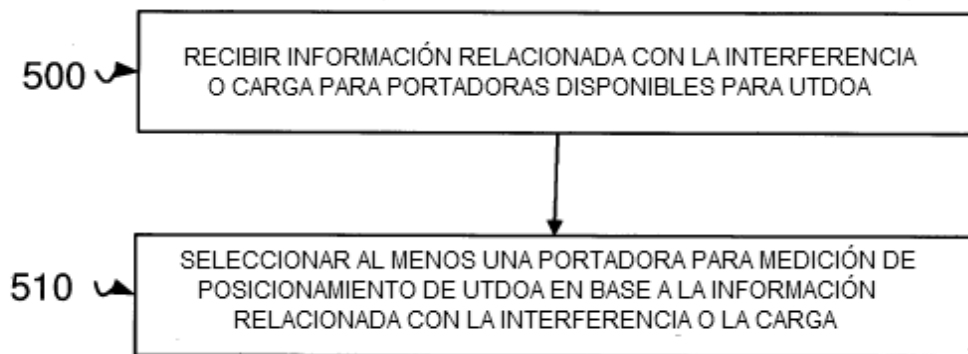 500
RECIBIR INFORMACIÓN RELACIONADA CON LA INTERFERENCIA
O CARGA PARA PORTADORAS DISPONIBLES PARA UTDOA
510
SELECCIONAR AL MENOS UNA PORTADORA PARA MEDICIÓN DE
POSICIONAMIENTO DE UTDOA EN BASE A LA INFORMACIÓN
RELACIONADA CON LA INTERFERENCIA O LA CARGA